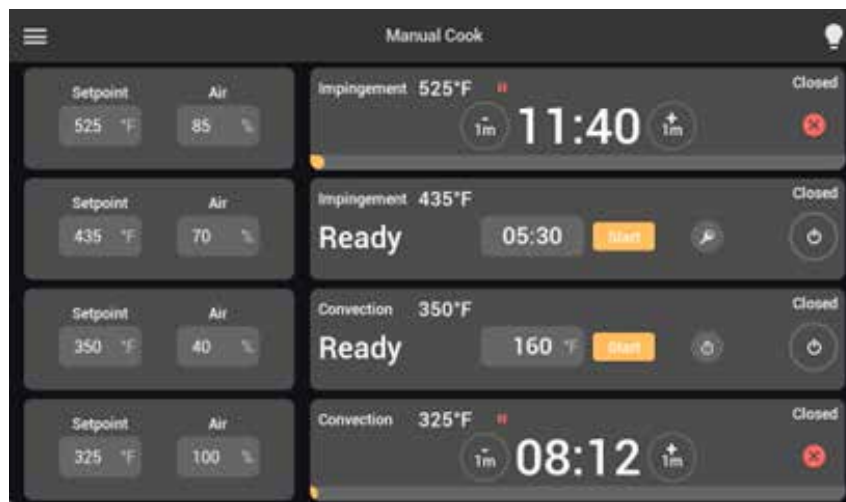 Manual Cook
Setpoint Air
525 °F 85 %
Impingement 525°F Closed
1m 11:40 1m
Setpoint Air
435 °F 70 %
Impingement 435°F Closed
Ready 05:30 Start
Setpoint Air
350 °F 40 %
Convection 350°F Closed
Ready 160 °F Start
Setpoint Air
325 °F 100 %
Convection 325°F Closed
1m 08:12 1m